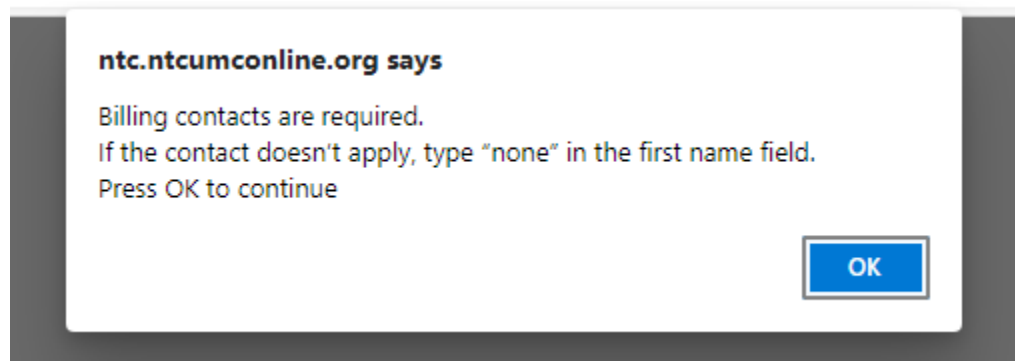 ntc.ntcumconline.org says
Billing contacts are required.
If the contact doesn't apply, type “none” in the first name field.
Press OK to continue
OK